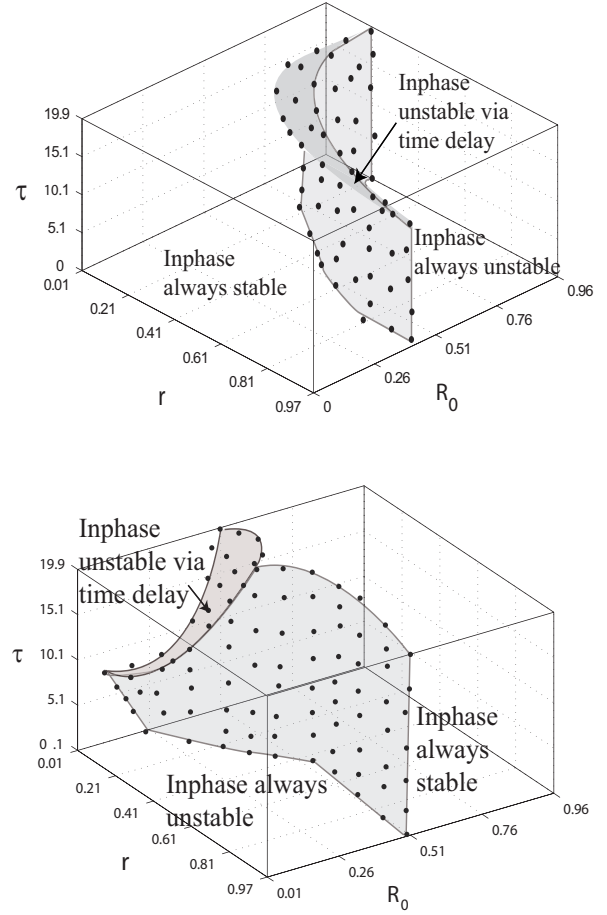 Inphase
unstable via
time delay
19.9
15.1
τ
10.1
5.1
0
0.01
Inphase
always unstable
Inphase
always stable
0.21
0.41
0.61
0.81
0.97
0
0.26
0.51
0.76
0.96
r
R0
Inphase
unstable via
time delay
19.9
15.1
τ
10.1
5.1
0 .1
0.01
Inphase
always
stable
Inphase always
unstable
0.21
0.41
0.61
0.81
0.97
0.01
0.26
0.51
0.76
0.96
r
R0